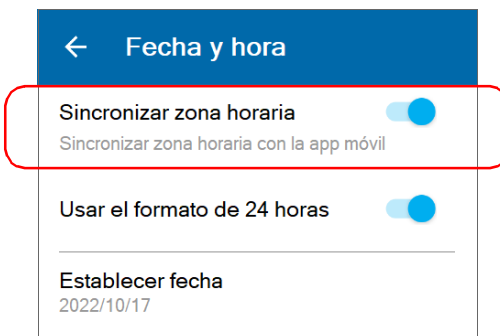 Fecha y hora
Sincronizar zona horaria
Sincronizar zona horaria con la app móvil
Usar el formato de 24 horas
Establecer fecha
2022/10/17